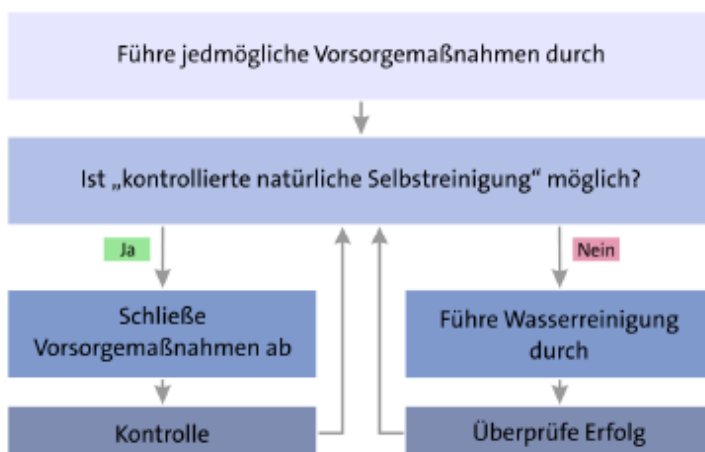 Führe jedmögliche Vorsorgemaßnahmen durch
Ist „kontrollierte natürliche Selbstreinigung“ möglich?
Ja
Nein
Schließe
Vorsorgemaßnahmen ab
Führe Wasserreinigung
durch
Kontrolle
Überprüfe Erfolg